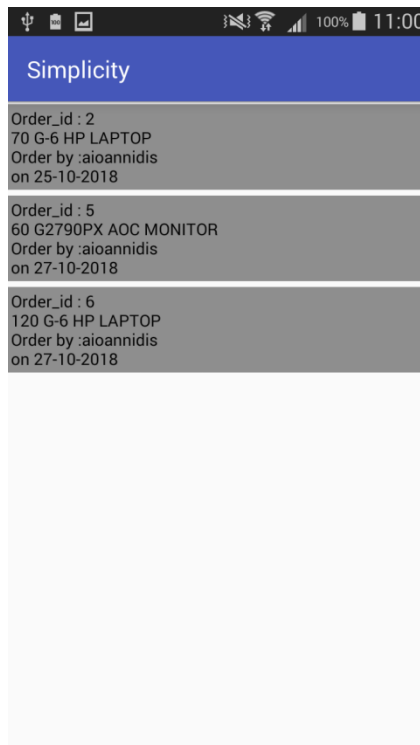 100% 11:00
Simplicity
Order_id : 2
70 G-6 HP LAPTOP
Order by :aioannidis
on 25-10-2018
Order_id : 5
60 G2790PX AOC MONITOR
Order by :aioannidis
on 27-10-2018
Order_id : 6
120 G-6 HP LAPTOP
Order by :aioannidis
on 27-10-2018